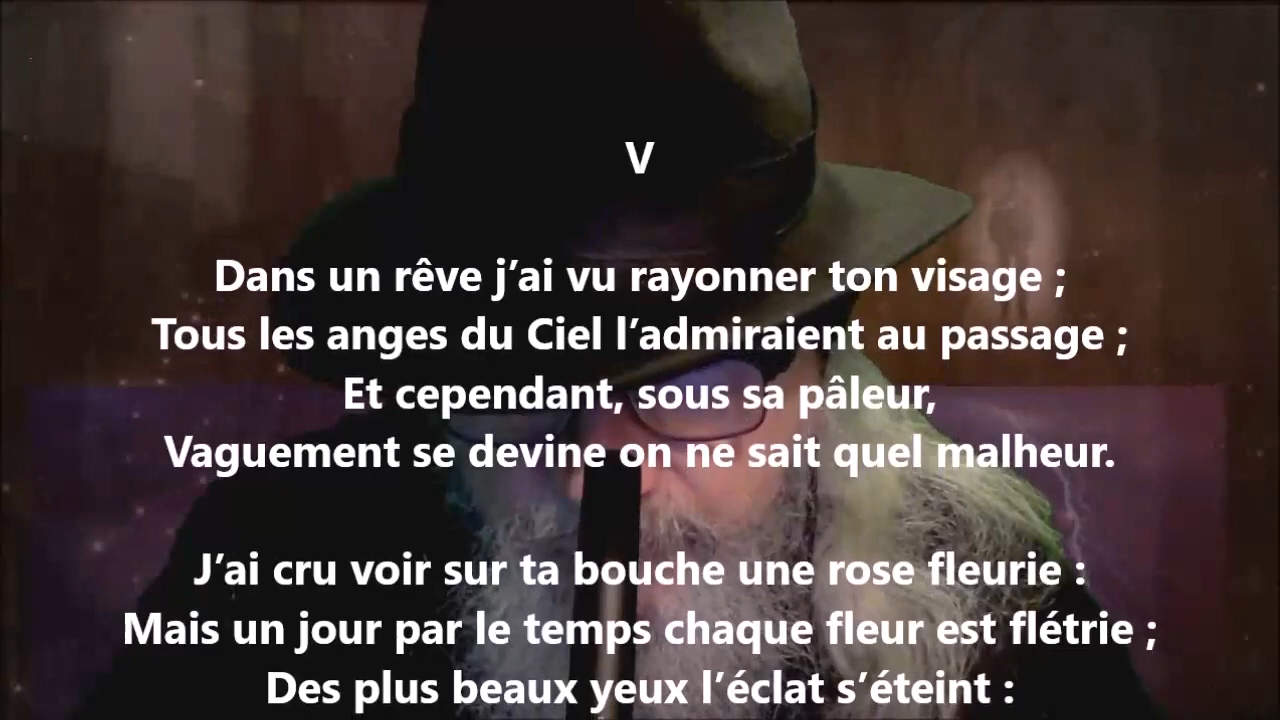 V
Dans un rêve j’ai vu rayonner ton visage ;
Tous les anges du Ciel l’admiraient au passage ;
Et cependant, sous sa pâleur,
Vaguement se devine on ne sait quel malheur.
J’ai cru voir sur ta bouche une rose fleurie :
Mais un jour par le temps chaque fleur est flétrie ;
Des plus beaux yeux l’éclat s’éteint :